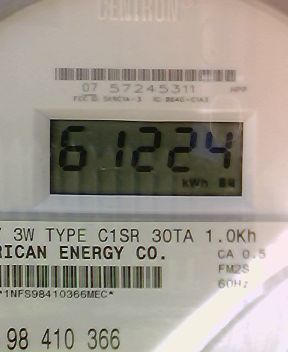 CENTRON
07 57245311
61224
kWh
3W TYPE C1SR 30TA 1.0Kh
RICAN ENERGY CO.
CA 0.5
FM2S
60Hz
*1NFS98410366MEC*
98 410 366